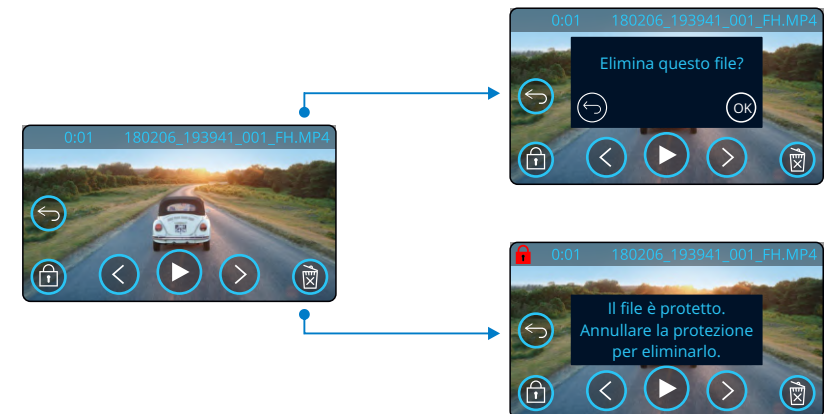 0:01 180206_193941_001_FH.MP4
0:01 180206_193941_001_FH.MP4
Elimina questo file?
OK
0:01 180206_193941_001_FH.MP4
Il file è protetto.
Annullare la protezione
per eliminarlo.